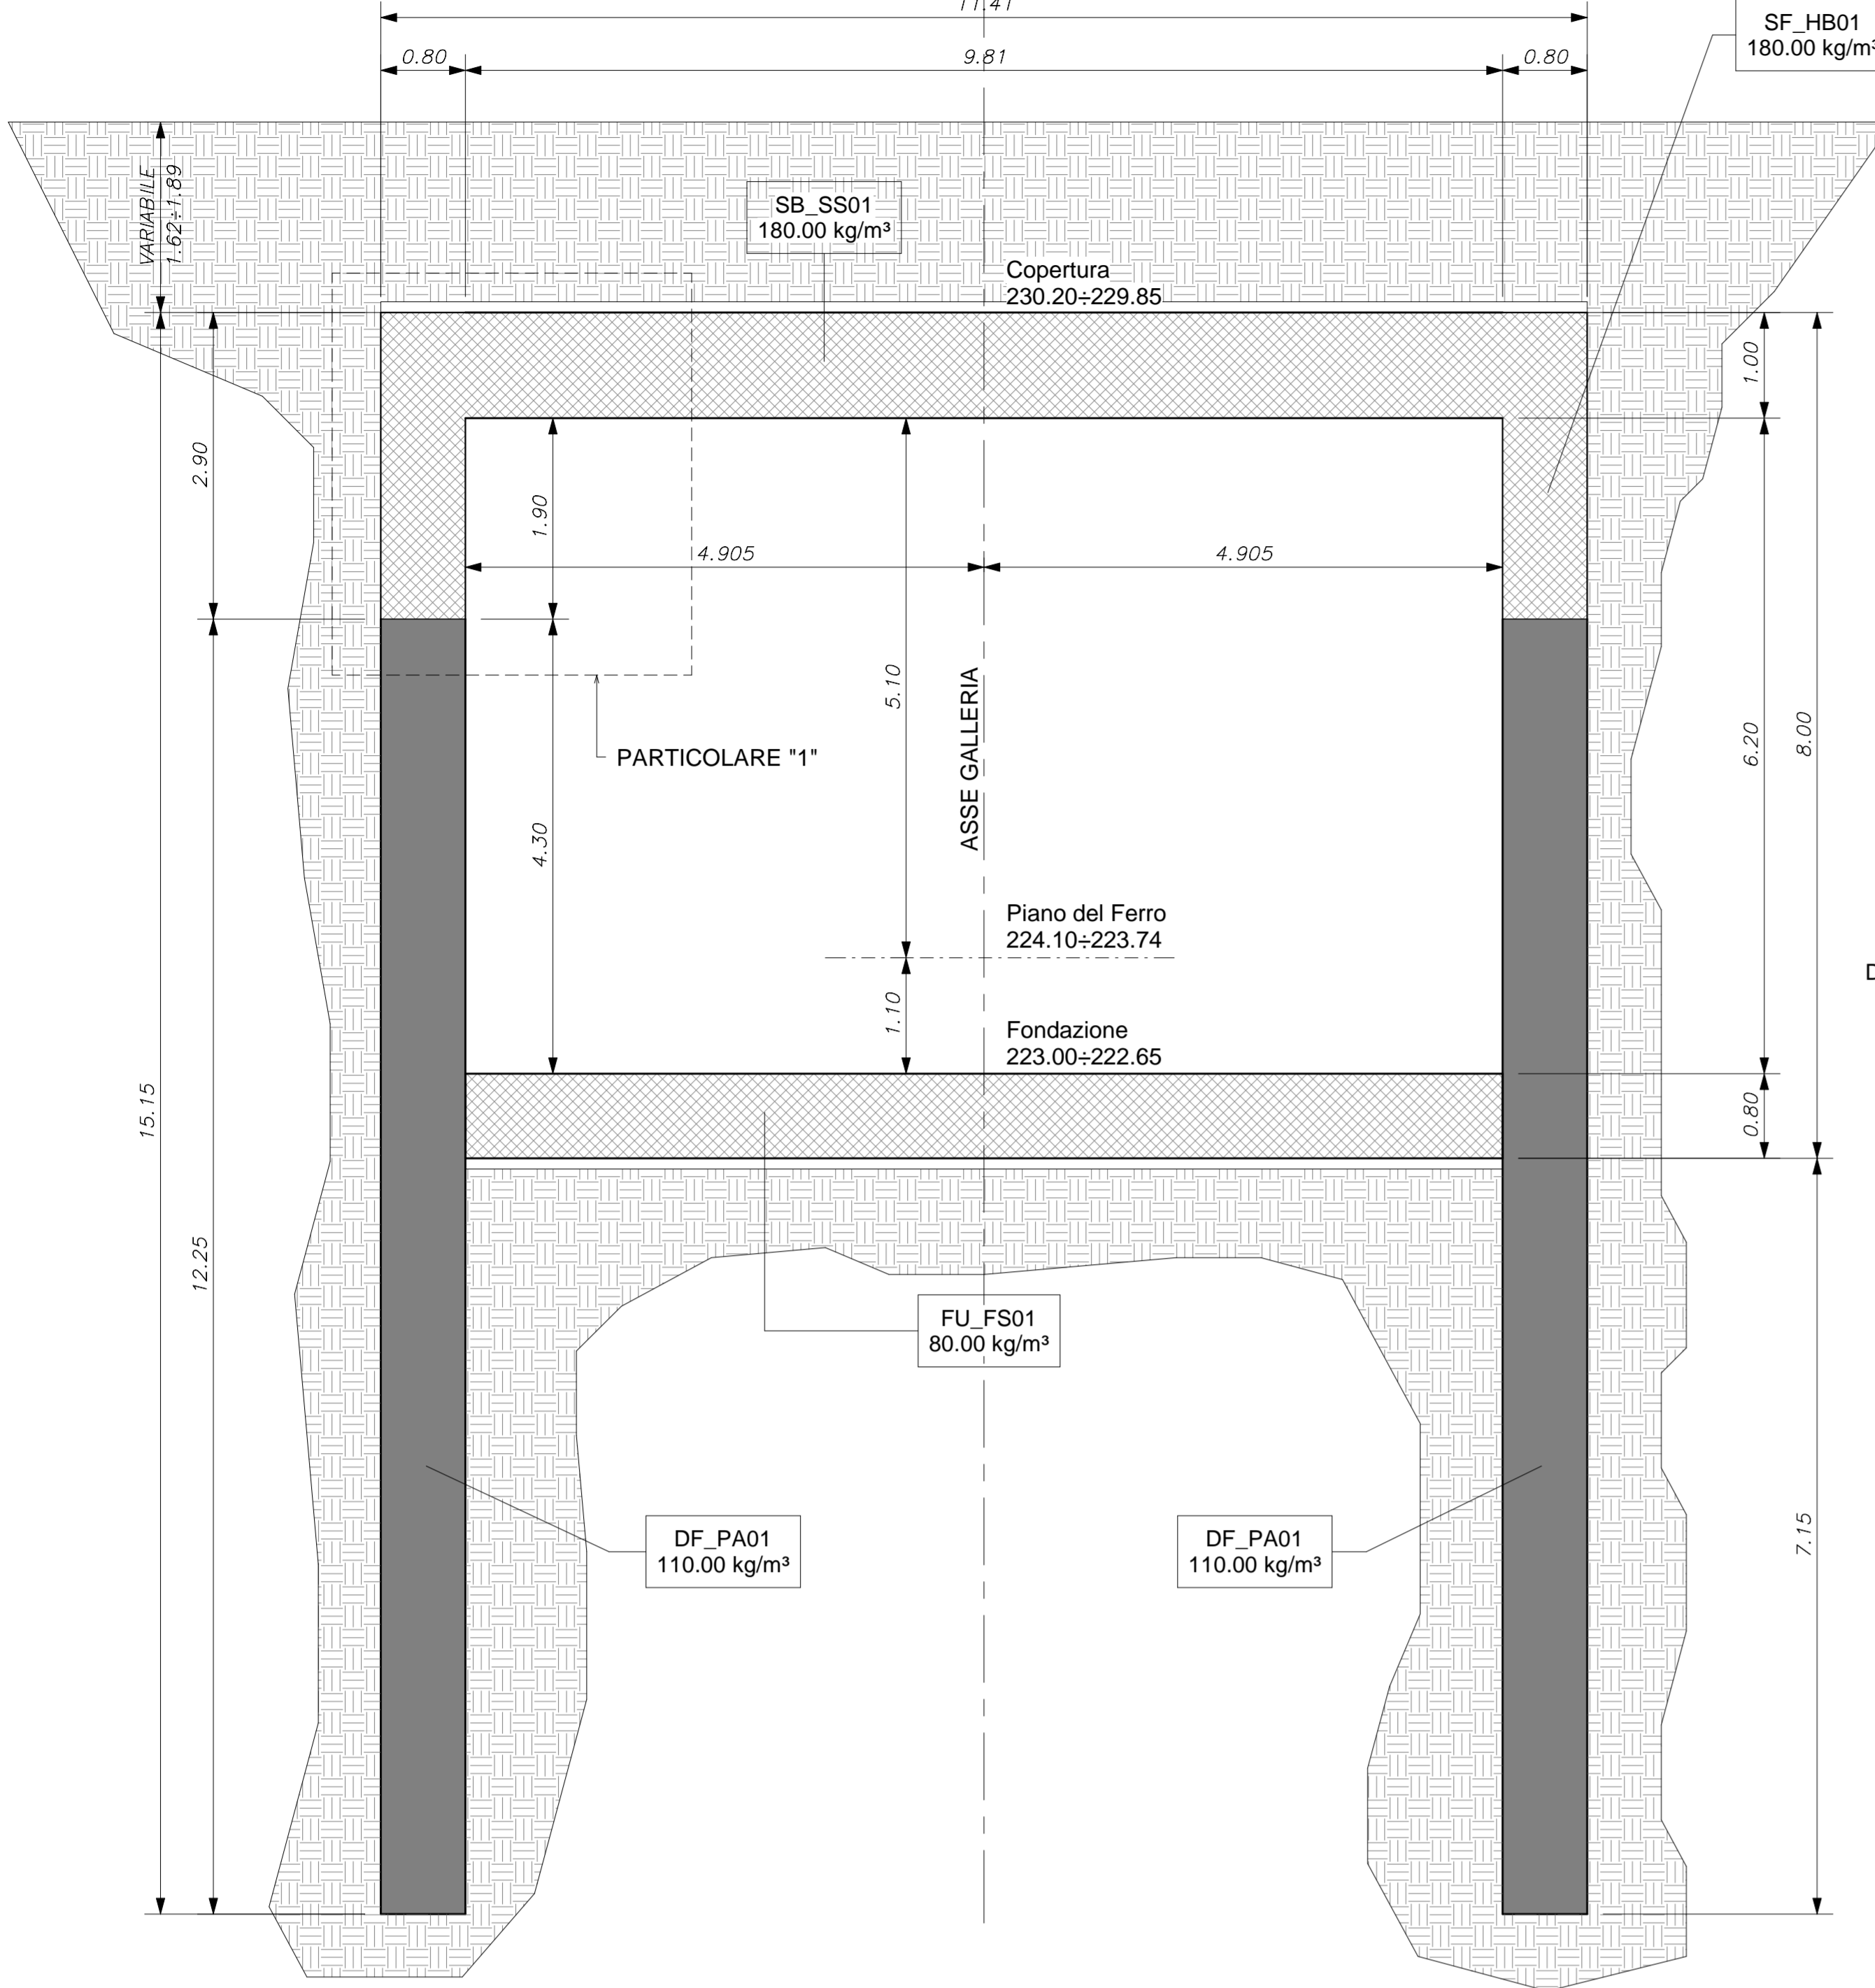 11.41
0.80
9.81
0.80
SF_HB01
180.00 kg/m³
VARIABILE
1.62÷1.89
SB_SS01
180.00 kg/m³
Copertura
230.20÷229.85
1.00
2.90
1.90
4.905
4.905
5.10
ASSE GALLERIA
6.20
8.00
PARTICOLARE "1"
4.30
Piano del Ferro
224.10÷223.74
1.10
Fondazione
223.00÷222.65
15.15
0.80
12.25
FU_FS01
80.00 kg/m³
DF_PA01
110.00 kg/m³
DF_PA01
110.00 kg/m³
7.15